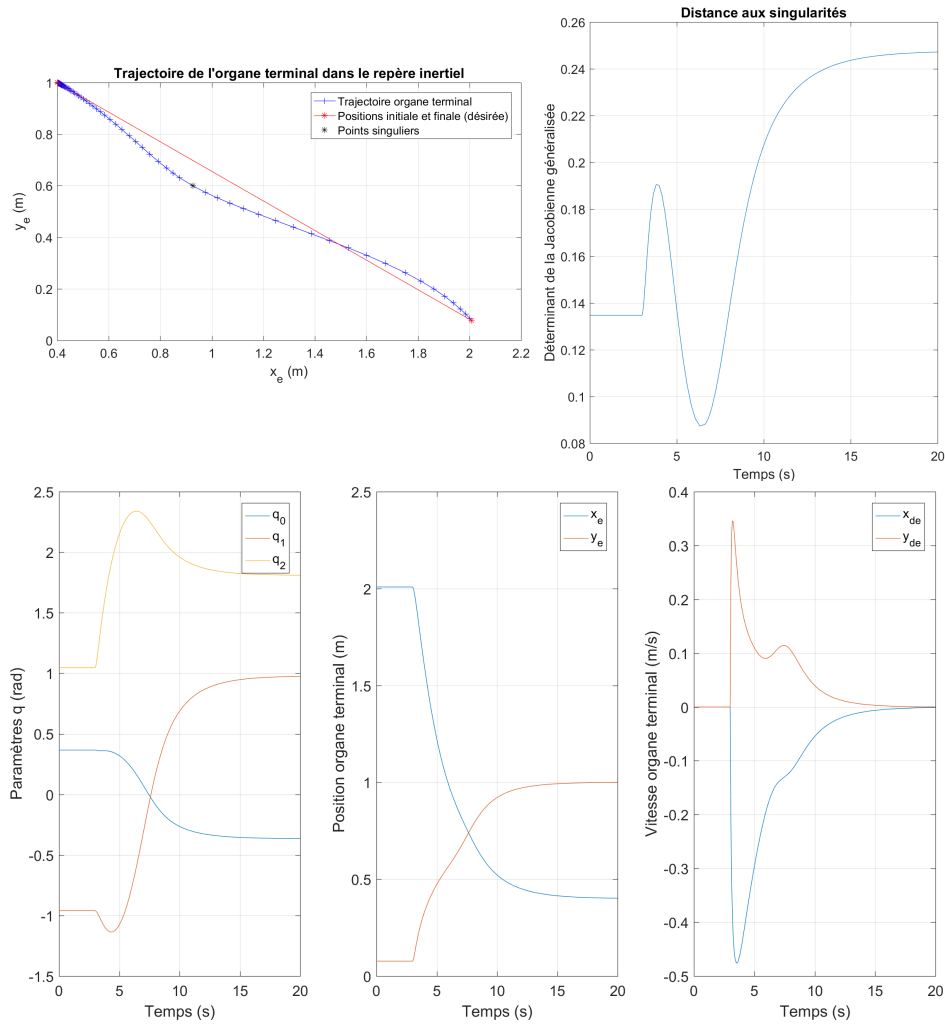 Trajectoire de l'organe terminal dans le repère inertiel
Trajectoire organe terminal
Positions initiale et finale (désirée)
Points singuliers
1
0.8
0.6
0.4
0.2
0
y_e (m)
0.4 0.6 0.8 1 1.2 1.4 1.6 1.8 2 2.2
x_e (m)
Distance aux singularités
0.26
0.24
0.22
0.2
0.18
0.16
0.14
0.12
0.1
0.08
Déterminant de la Jacobienne généralisée
0 5 10 15 20
Temps (s)
q_0
q_1
q_2
2.5
2
1.5
1
0.5
0
-0.5
-1
-1.5
Paramètres q (rad)
0 5 10 15 20
Temps (s)
x_e
y_e
2.5
2
1.5
1
0.5
0
Position organe terminal (m)
0 5 10 15 20
Temps (s)
x_de
y_de
0.4
0.3
0.2
0.1
0
-0.1
-0.2
-0.3
-0.4
-0.5
Vitesse organe terminal (m/s)
0 5 10 15 20
Temps (s)